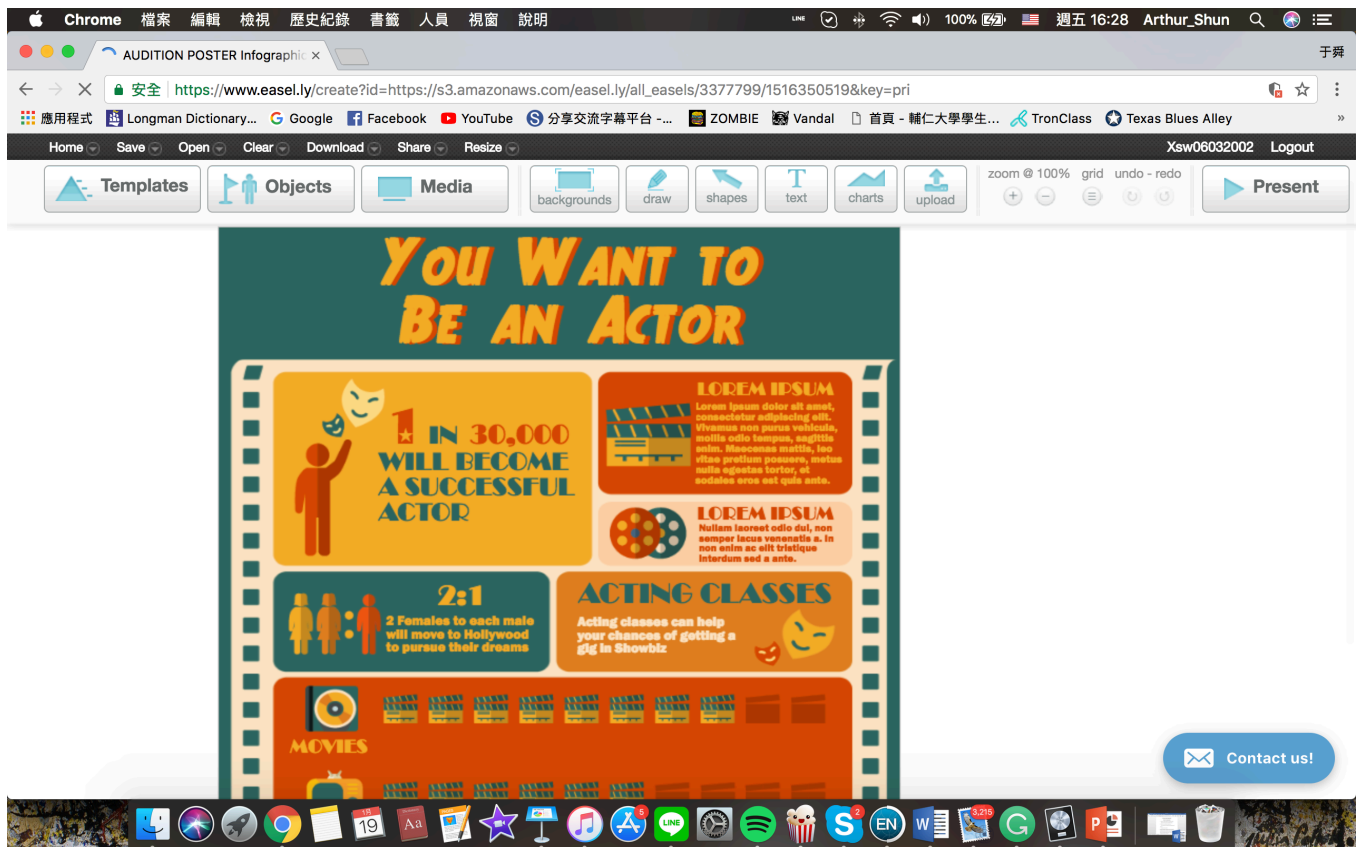 Chrome 檔案 編輯 檢視 歷史紀錄 書籤 人員 視窗 說明 LINE 100% 週五 16:28 Arthur_Shun
AUDITION POSTER Infographic × 于舜
安全 https://www.easel.ly/create?id=https://s3.amazonaws.com/easel.ly/all_easels/3377799/1516350519&key=pri
應用程式 Longman Dictionary... Google Facebook YouTube 分享交流字幕平台 -... ZOMBIE Vandal 首頁 - 輔仁大學學生... TronClass Texas Blues Alley »
Home Save Open Clear Download Share Resize Xsw06032002 Logout
Templates Objects Media backgrounds draw shapes text charts upload zoom @ 100% grid undo - redo Present
YOU WANT TO
BE AN ACTOR
1 IN 30,000
WILL BECOME
A SUCCESSFUL
ACTOR
LOREM IPSUM
Lorem ipsum dolor sit amet,
consectetur adipiscing elit.
Vivamus non purus vehicula,
mollis odio tempus, sagittis
enim. Maecenas mattis, leo
vitae pretium posuere, metus
nulla egestas tortor, et
sodales eros est quis ante.
LOREM IPSUM
Nullam laoreet odio dui, non
semper lacus venenatis a. In
non enim ac elit tristique
interdum sed a ante.
2:1
2 Females to each male
will move to Hollywood
to pursue their dreams
ACTING CLASSES
Acting classes can help
your chances of getting a
gig in Showbiz
MOVIES
Contact us!
5 2 3,215
19 Aa LINE S EN W G P